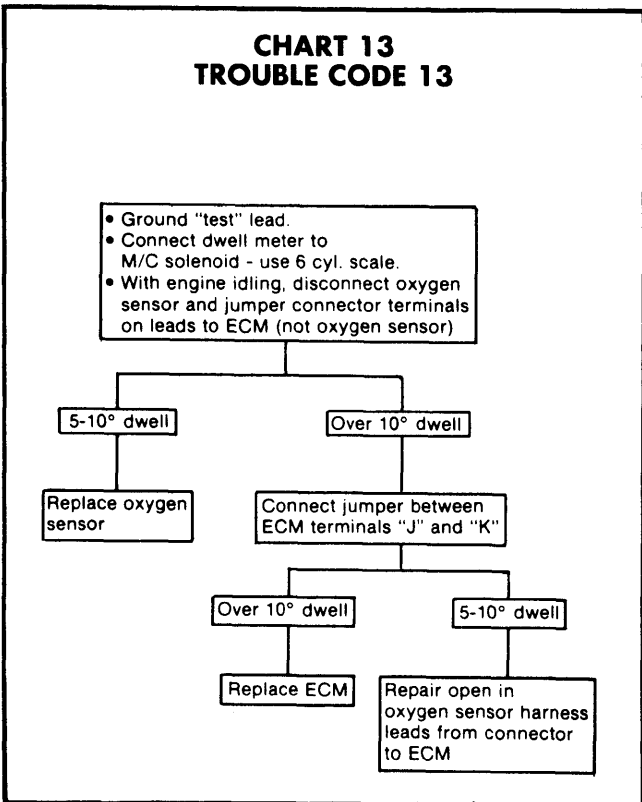 CHART 13
TROUBLE CODE 13
• Ground "test" lead.
• Connect dwell meter to
M/C solenoid - use 6 cyl. scale.
• With engine idling, disconnect oxygen
sensor and jumper connector terminals
on leads to ECM (not oxygen sensor)
5-10° dwell
Over 10° dwell
Replace oxygen
sensor
Connect jumper between
ECM terminals "J" and "K"
Over 10° dwell
5-10° dwell
Replace ECM
Repair open in
oxygen sensor harness
leads from connector
to ECM